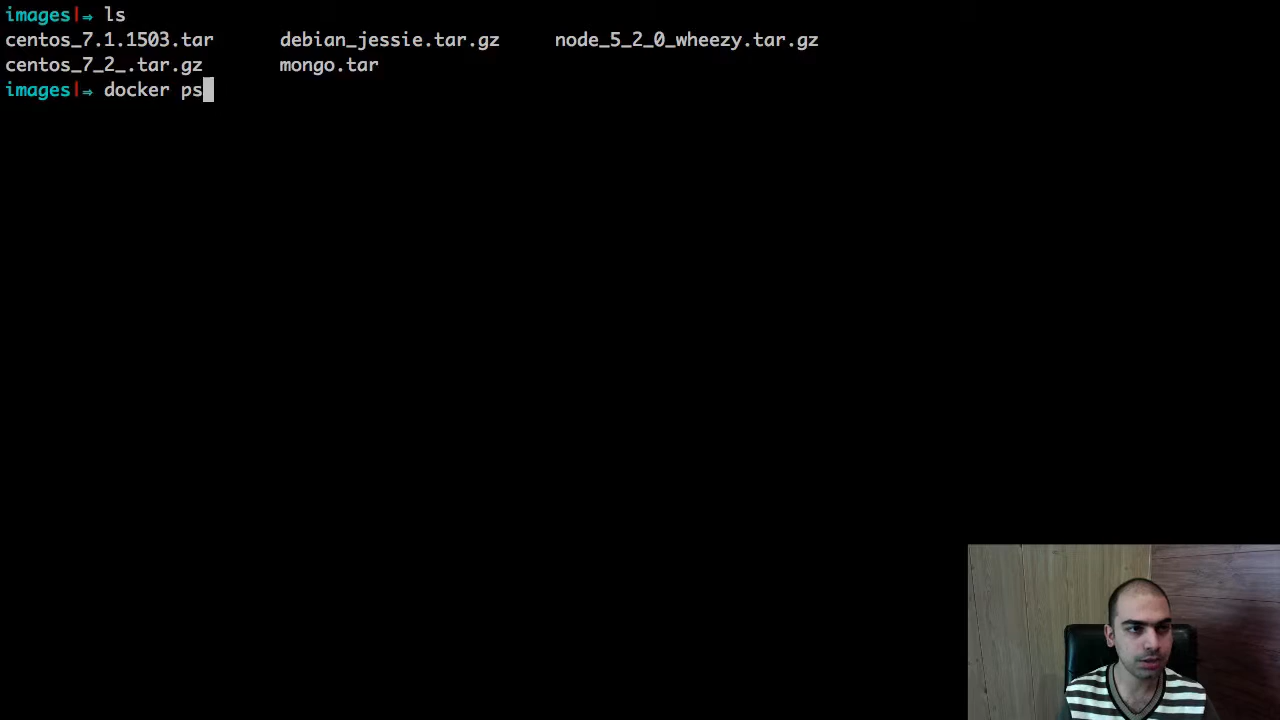 images|⇒ ls
centos_7.1.1503.tar debian_jessie.tar.gz node_5_2_0_wheezy.tar.gz
centos_7_2_.tar.gz mongo.tar
images|⇒ docker ps